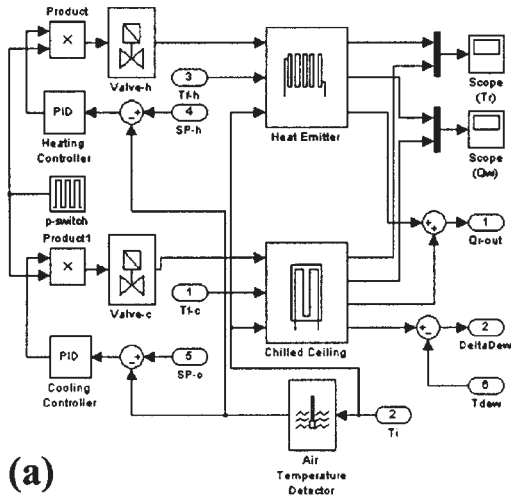 Product
×
Valve-h
3
Tf-h
4
SP-h
PID
Heating
Controller
Heat Emitter
Scope
(Tr)
Scope
(Qw)
p-switch
Product1
×
Valve-c
1
Tf-c
PID
Cooling
Controller
5
SP-c
Chilled Ceiling
1
Qr-out
2
DeltaDew
6
Tdew
2
Ti
Air
Temperature
Detector
(a)